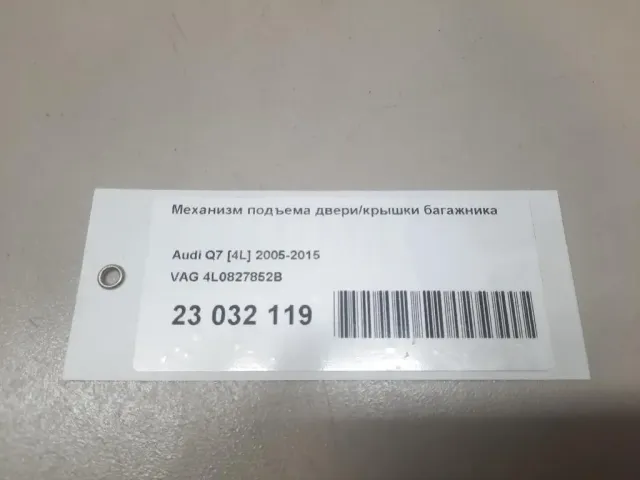 Механизм подъема двери/крышки багажника
Audi Q7 [4L] 2005-2015
VAG 4L0827852B
23 032 119